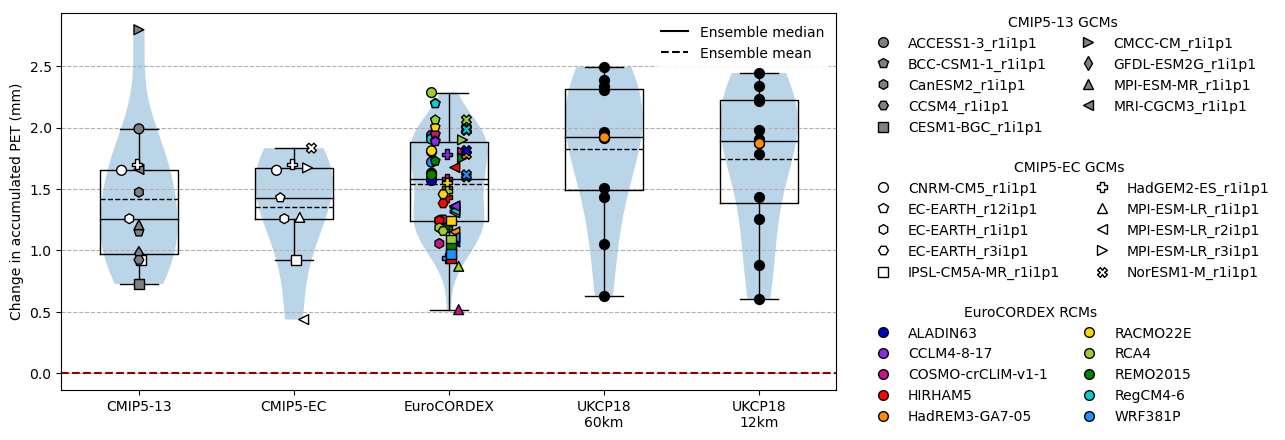 Change in accumulated PET (mm)
2.5
2.0
1.5
1.0
0.5
0.0
Ensemble median
Ensemble mean
CMIP5-13
CMIP5-EC
EuroCORDEX
UKCP18
60km
UKCP18
12km
CMIP5-13 GCMs
ACCESS1-3_r1i1p1
BCC-CSM1-1_r1i1p1
CanESM2_r1i1p1
CCSM4_r1i1p1
CESM1-BGC_r1i1p1
CMCC-CM_r1i1p1
GFDL-ESM2G_r1i1p1
MPI-ESM-MR_r1i1p1
MRI-CGCM3_r1i1p1
CMIP5-EC GCMs
CNRM-CM5_r1i1p1
EC-EARTH_r12i1p1
EC-EARTH_r1i1p1
EC-EARTH_r3i1p1
IPSL-CM5A-MR_r1i1p1
HadGEM2-ES_r1i1p1
MPI-ESM-LR_r1i1p1
MPI-ESM-LR_r2i1p1
MPI-ESM-LR_r3i1p1
NorESM1-M_r1i1p1
EuroCORDEX RCMs
ALADIN63
CCLM4-8-17
COSMO-crCLIM-v1-1
HIRHAM5
HadREM3-GA7-05
RACMO22E
RCA4
REMO2015
RegCM4-6
WRF381P